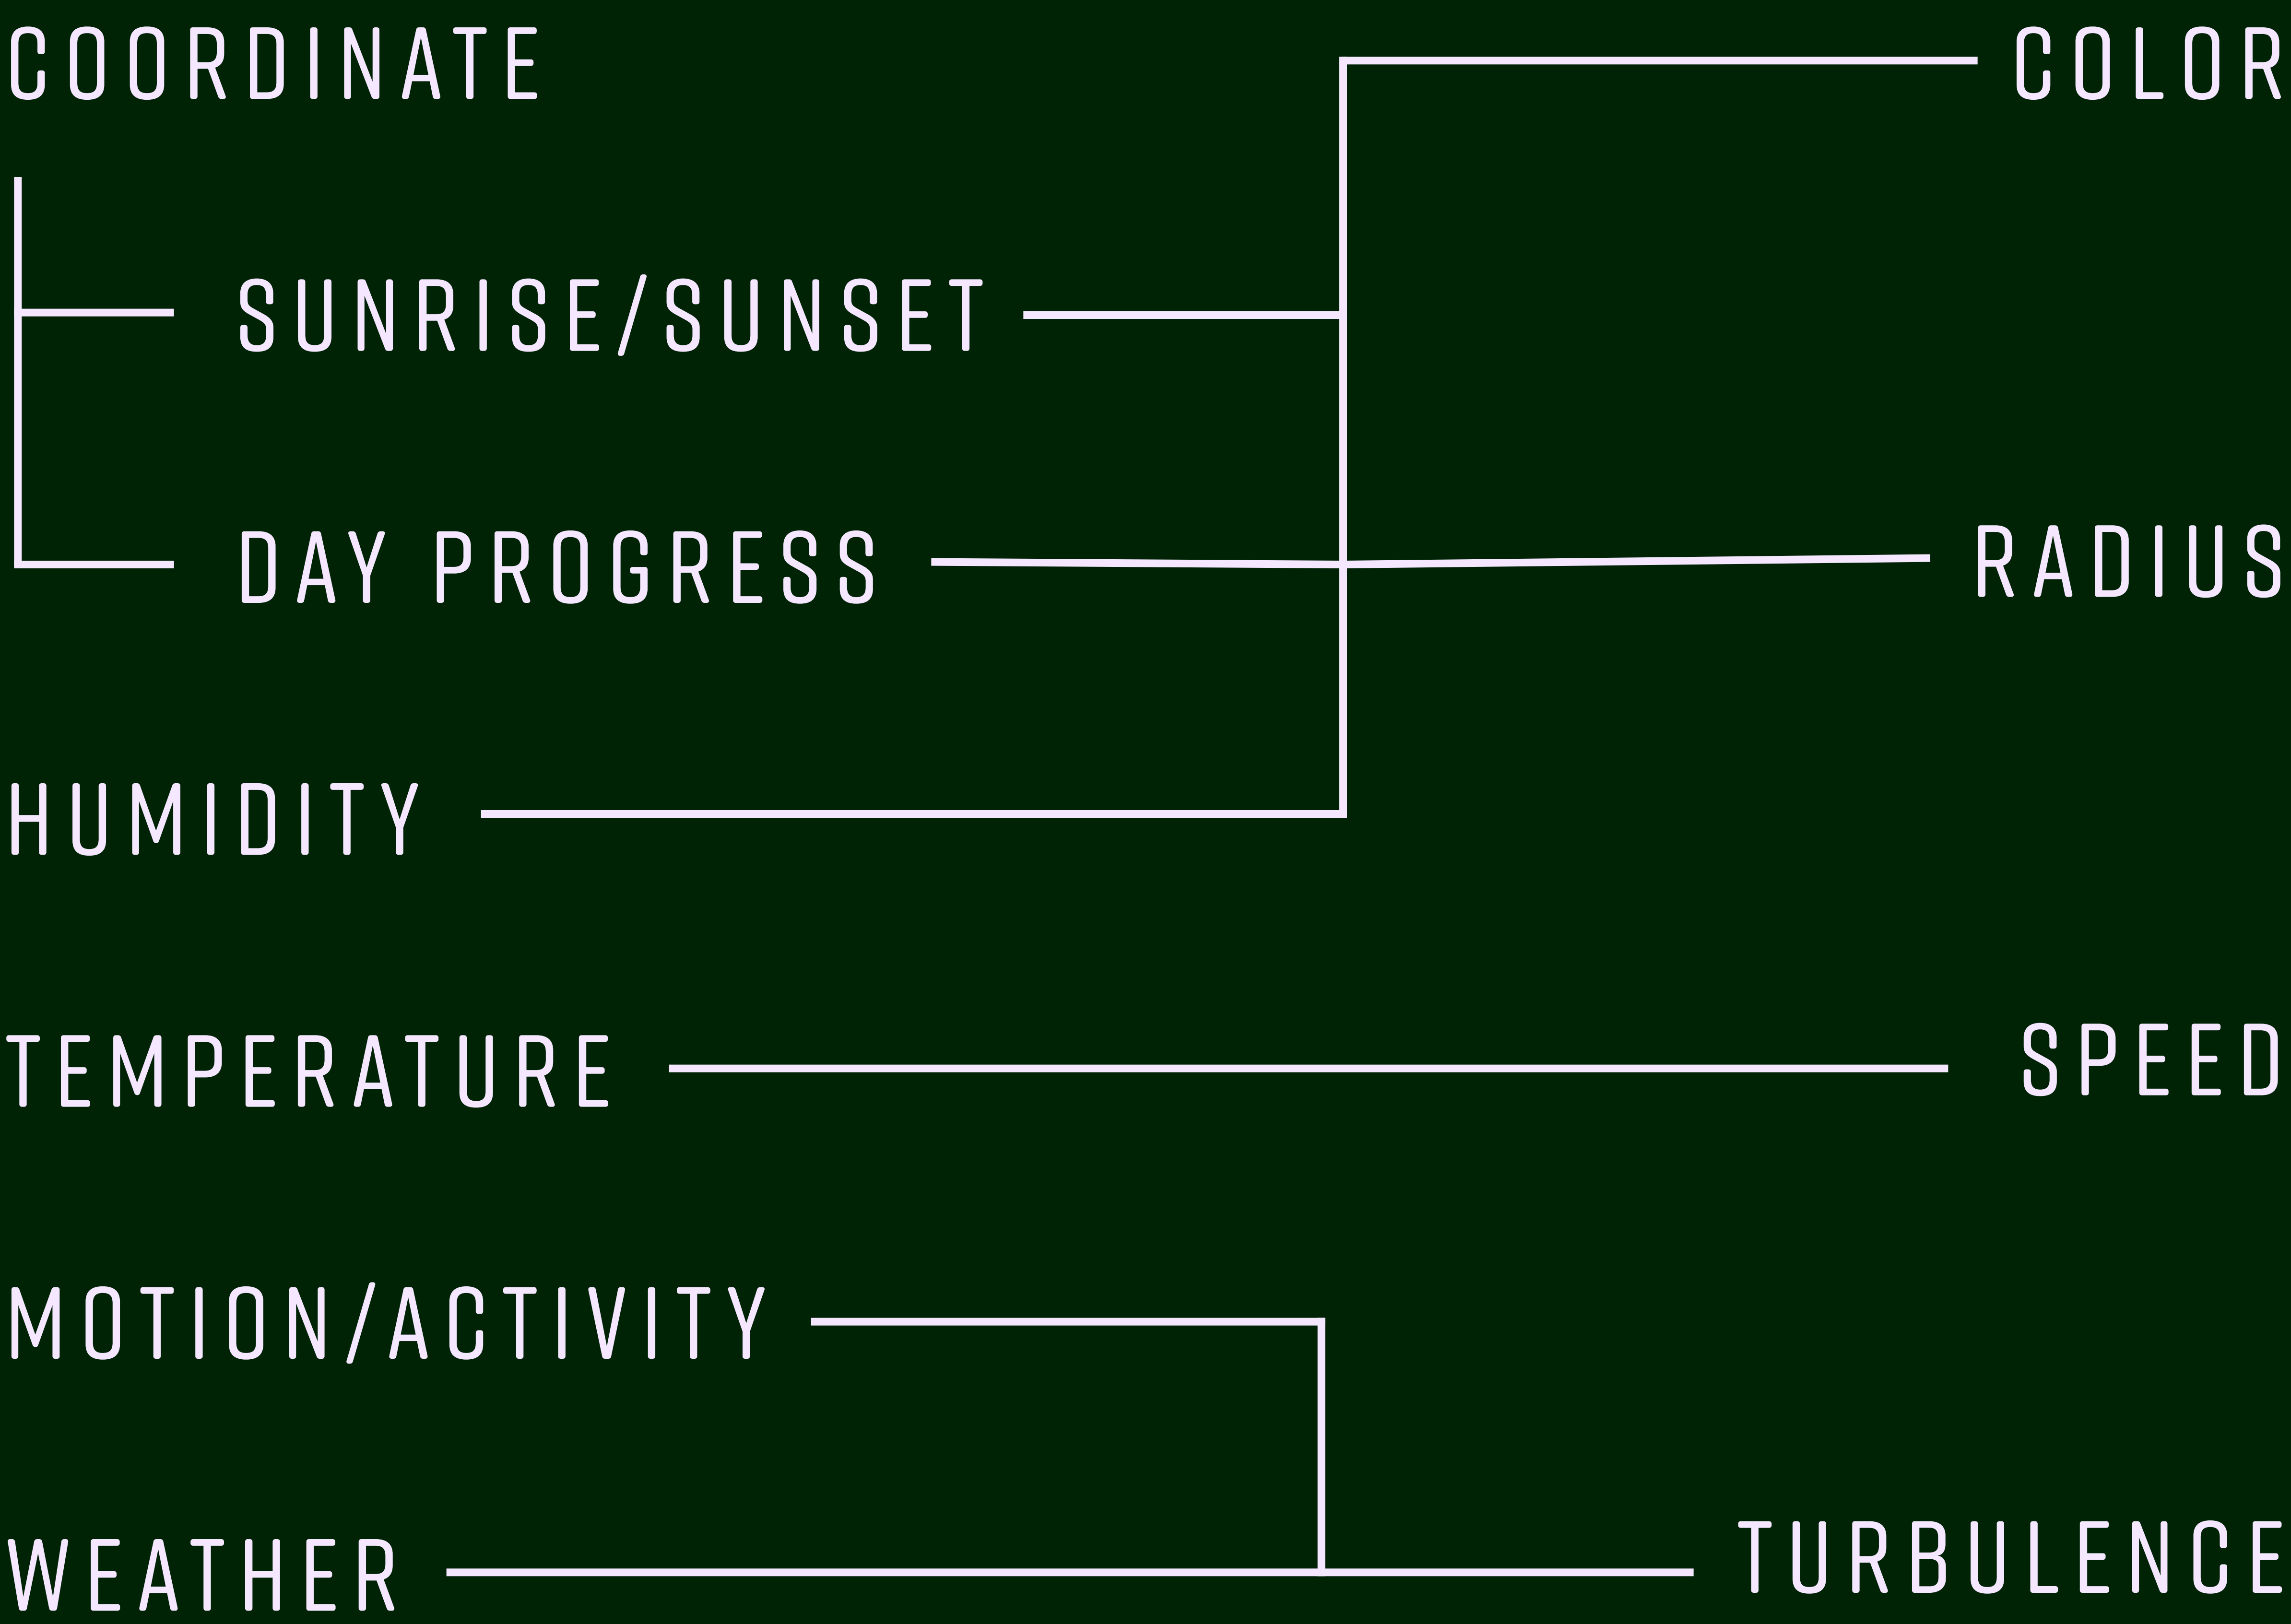 COORDINATE
COLOR
SUNRISE/SUNSET
DAY PROGRESS
RADIUS
HUMIDITY
TEMPERATURE
SPEED
MOTION/ACTIVITY
WEATHER
TURBULENCE